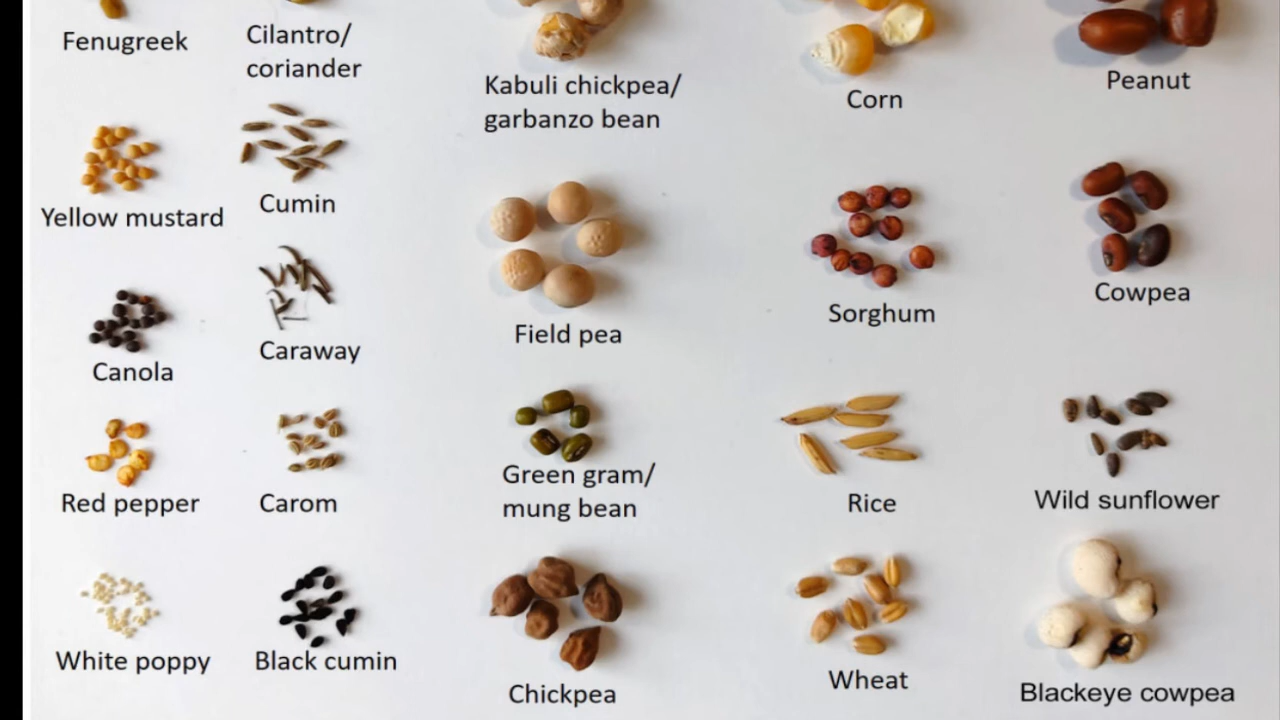 Fenugreek
Cilantro/
coriander
Kabuli chickpea/
garbanzo bean
Corn
Peanut
Yellow mustard
Cumin
Field pea
Sorghum
Cowpea
Canola
Caraway
Red pepper
Carom
Green gram/
mung bean
Rice
Wild sunflower
White poppy
Black cumin
Chickpea
Wheat
Blackeye cowpea